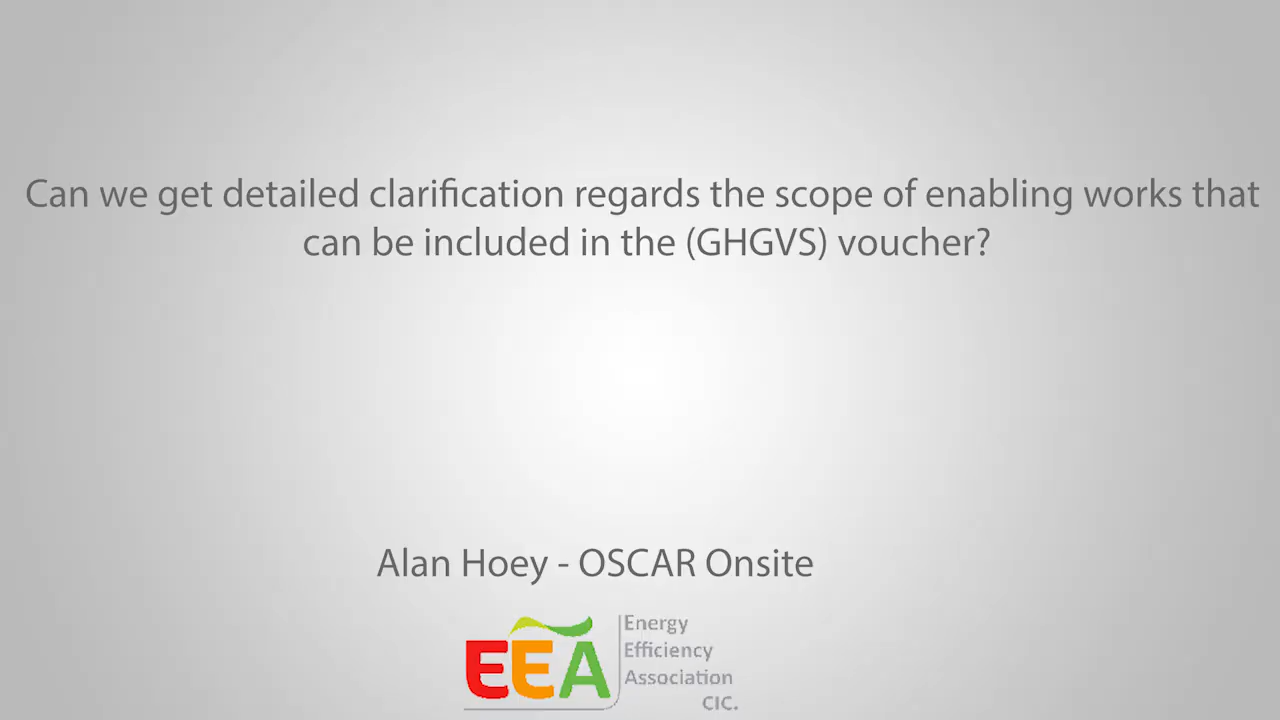 Can we get detailed clarification regards the scope of enabling works that
can be included in the (GHGVS) voucher?
Alan Hoey - OSCAR Onsite
EEA
Energy
Efficiency
Association
CIC.